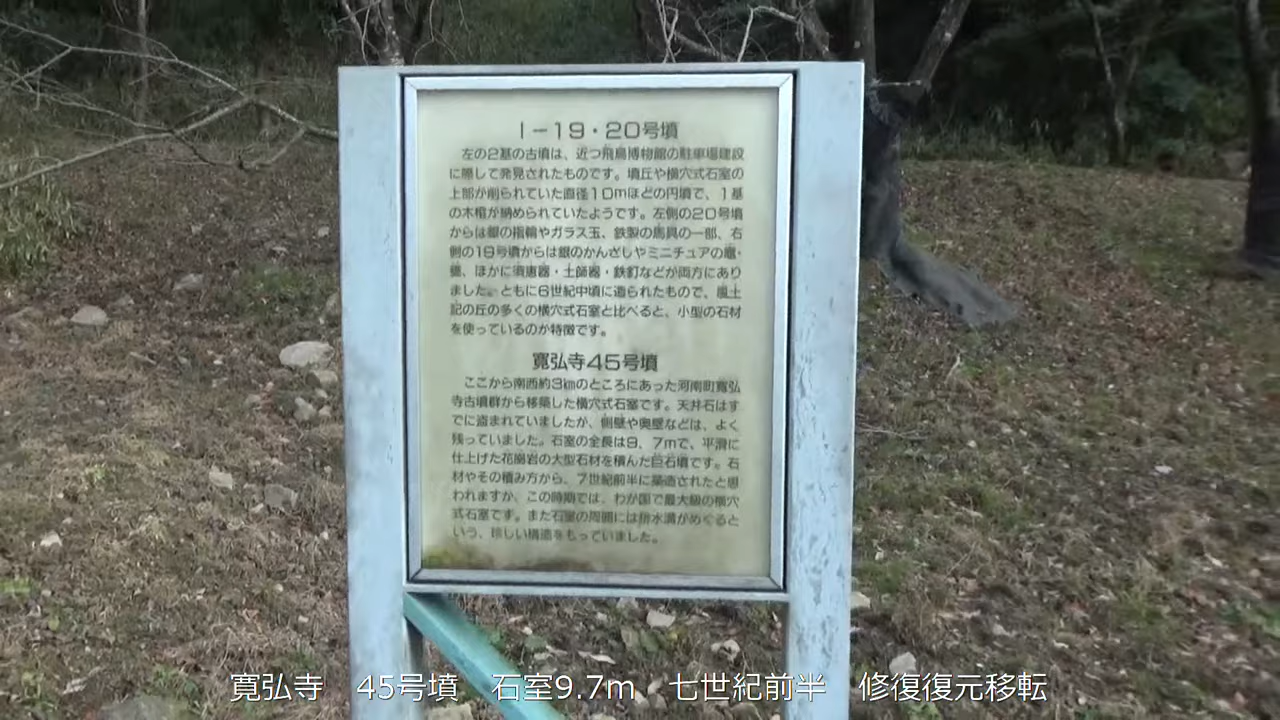 I－19・20号墳
左の2基の古墳は、近つ飛鳥博物館の駐車場建設
に際して発見されたものです。墳丘や横穴式石室の
上部が削られていた直径10mほどの円墳で、1基
の木棺が納められていたようです。左側の20号墳
からは銀の指輪やガラス玉、鉄製の馬具の一部、右
側の19号墳からは銀のかんざしやミニチュアの竈・
甕、ほかに須恵器・土師器・鉄釘などが両方にあり
ました。ともに6世紀中頃に造られたもので、風土
記の丘の多くの横穴式石室と比べると、小型の石材
を使っているのが特徴です。
寛弘寺45号墳
ここから南西約3㎞のところにあった河南町寛弘
寺古墳群から移築した横穴式石室です。天井石はす
でに盗まれていましたが、側壁や奥壁などは、よく
残っていました。石室の全長は9．7mで、平滑に
仕上げた花崗岩の大型石材を積んだ巨石墳です。石
材やその積み方から、7世紀前半に築造されたと思
われますが、この時期では、わが国で最大級の横穴
式石室です。また石室の周囲には排水溝がめぐると
いう、珍しい構造をもっていました。
寛弘寺　45号墳　石室9.7m　七世紀前半　修復復元移転